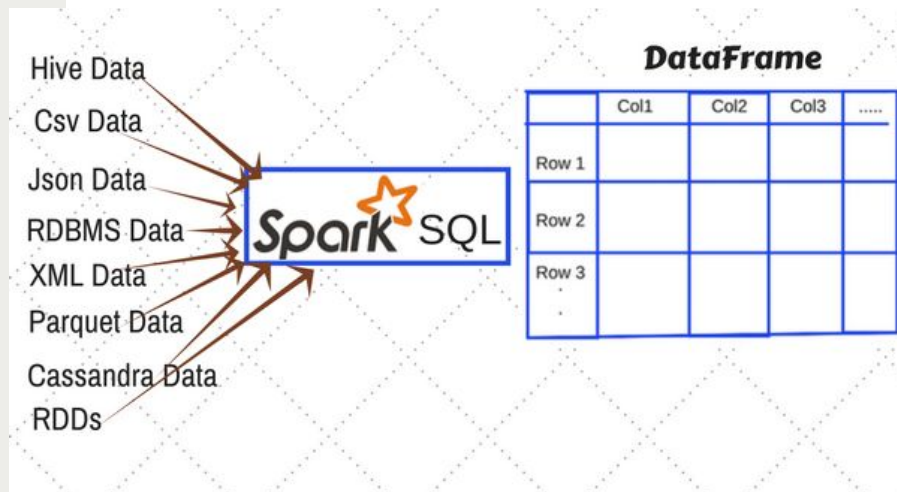 Hive Data
Csv Data
Json Data
RDBMS Data
XML Data
Parquet Data
Cassandra Data
RDDs
Spark SQL
DataFrame
Col1 Col2 Col3 .....
Row 1
Row 2
Row 3
.
.